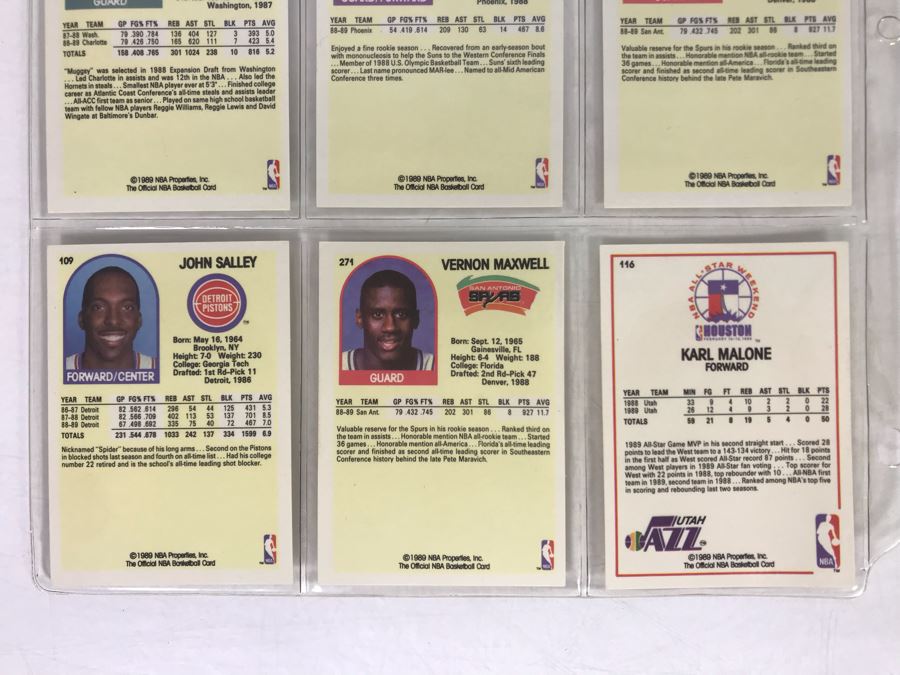 GUARD
Washington, 1987
YEAR TEAM GP FG% FT% REB AST STL BLK PTS AVG
87-88 Wash. 79 .390 .784 136 404 127 3 393 5.0
88-89 Charlotte 79 .426 .750 165 620 111 7 423 5.4
TOTALS 158 .408 .765 301 1024 238 10 816 5.2
"Muggsy" was selected in 1988 Expansion Draft from Washington
. . . Led Charlotte in assists and was 12th in the NBA . . . Also led the
Hornets in steals . . . Smallest NBA player ever at 5'3" . . . Finished college
career as Atlantic Coast Conference's all-time steals and assists leader
. . . All-ACC first team as senior . . . Played on same high school basketball
team with fellow NBA players Reggie Williams, Reggie Lewis and David
Wingate at Baltimore's Dunbar.
©1989 NBA Properties, Inc.
The Official NBA Basketball Card
Phoenix, 1988
YEAR TEAM GP FG% FT% REB AST STL BLK PTS AVG
88-89 Phoenix 54 .419 .614 209 130 63 14 467 8.6
Enjoyed a fine rookie season . . . Recovered from an early-season bout
with mononucleosis to help the Suns to the Western Conference Finals
. . . Member of 1988 U.S. Olympic Basketball Team . . . Suns' sixth leading
scorer . . . Last name pronounced MAR-lee . . . Named to all-Mid American
Conference three times.
©1989 NBA Properties, Inc.
The Official NBA Basketball Card
YEAR TEAM GP FG% FT% REB AST STL BLK PTS AVG
88-89 San Ant. 79 .432 .745 202 301 86 8 927 11.7
Valuable reserve for the Spurs in his rookie season . . . Ranked third on
the team in assists . . . Honorable mention all-rookie team . . . Started
36 games . . . Honorable mention all-America . . . Florida's all-time leading
scorer and finished as second all-time leading scorer in Southeastern
Conference history behind the late Pete Maravich.
©1989 NBA Properties, Inc.
The Official NBA Basketball Card
109
JOHN SALLEY
DETROIT
PISTONS
Born: May 16, 1964
Brooklyn, NY
Height: 7-0 Weight: 230
College: Georgia Tech
Drafted: 1st Rd-Pick 11
Detroit, 1986
FORWARD/CENTER
YEAR TEAM GP FG% FT% REB AST STL BLK PTS AVG
86-87 Detroit 82 .562 .614 296 54 44 125 431 5.3
87-88 Detroit 82 .566 .709 402 113 53 137 701 8.5
88-89 Detroit 67 .498 .692 335 75 40 72 467 7.0
TOTALS 231 .544 .678 1033 242 137 334 1599 6.9
Nicknamed "Spider" because of his long arms . . . Second on the Pistons
in blocked shots last season and fourth on all-time list . . . Had his college
number 22 retired and is the school's all-time leading shot blocker.
©1989 NBA Properties, Inc.
The Official NBA Basketball Card
271
VERNON MAXWELL
SAN ANTONIO
SPURS
Born: Sept. 12, 1965
Gainesville, FL
Height: 6-4 Weight: 188
College: Florida
Drafted: 2nd Rd-Pick 47
Denver, 1988
GUARD
YEAR TEAM GP FG% FT% REB AST STL BLK PTS AVG
88-89 San Ant. 79 .432 .745 202 301 86 8 927 11.7
Valuable reserve for the Spurs in his rookie season . . . Ranked third on
the team in assists . . . Honorable mention all-rookie team . . . Started
36 games . . . Honorable mention all-America . . . Florida's all-time leading
scorer and finished as second all-time leading scorer in Southeastern
Conference history behind the late Pete Maravich.
©1989 NBA Properties, Inc.
The Official NBA Basketball Card
116
NBA ALL-STAR WEEKEND
HOUSTON
KARL MALONE
FORWARD
YEAR TEAM MIN FG FT REB AST STL BLK PTS
1988 Utah 33 9 4 10 2 2 0 22
1989 Utah 26 12 4 9 3 2 0 28
TOTALS 59 21 8 19 5 4 0 50
1989 All-Star Game MVP in his second straight start . . . Scored 28
points to lead the West team to a 143-134 victory . . . Hit for 18 points
in the first half as West scored All-Star record 87 points . . . Second
among West players in 1989 All-Star fan voting . . . Top scorer for
West with 22 points in 1988, top rebounder with 10 . . . All-NBA first
team in 1989, second team in 1988 . . . Ranked among NBA's top five
in scoring and rebounding last two seasons.
UTAH
JAZZ
©1989 NBA Properties, Inc.
The Official NBA Basketball Card
NBA